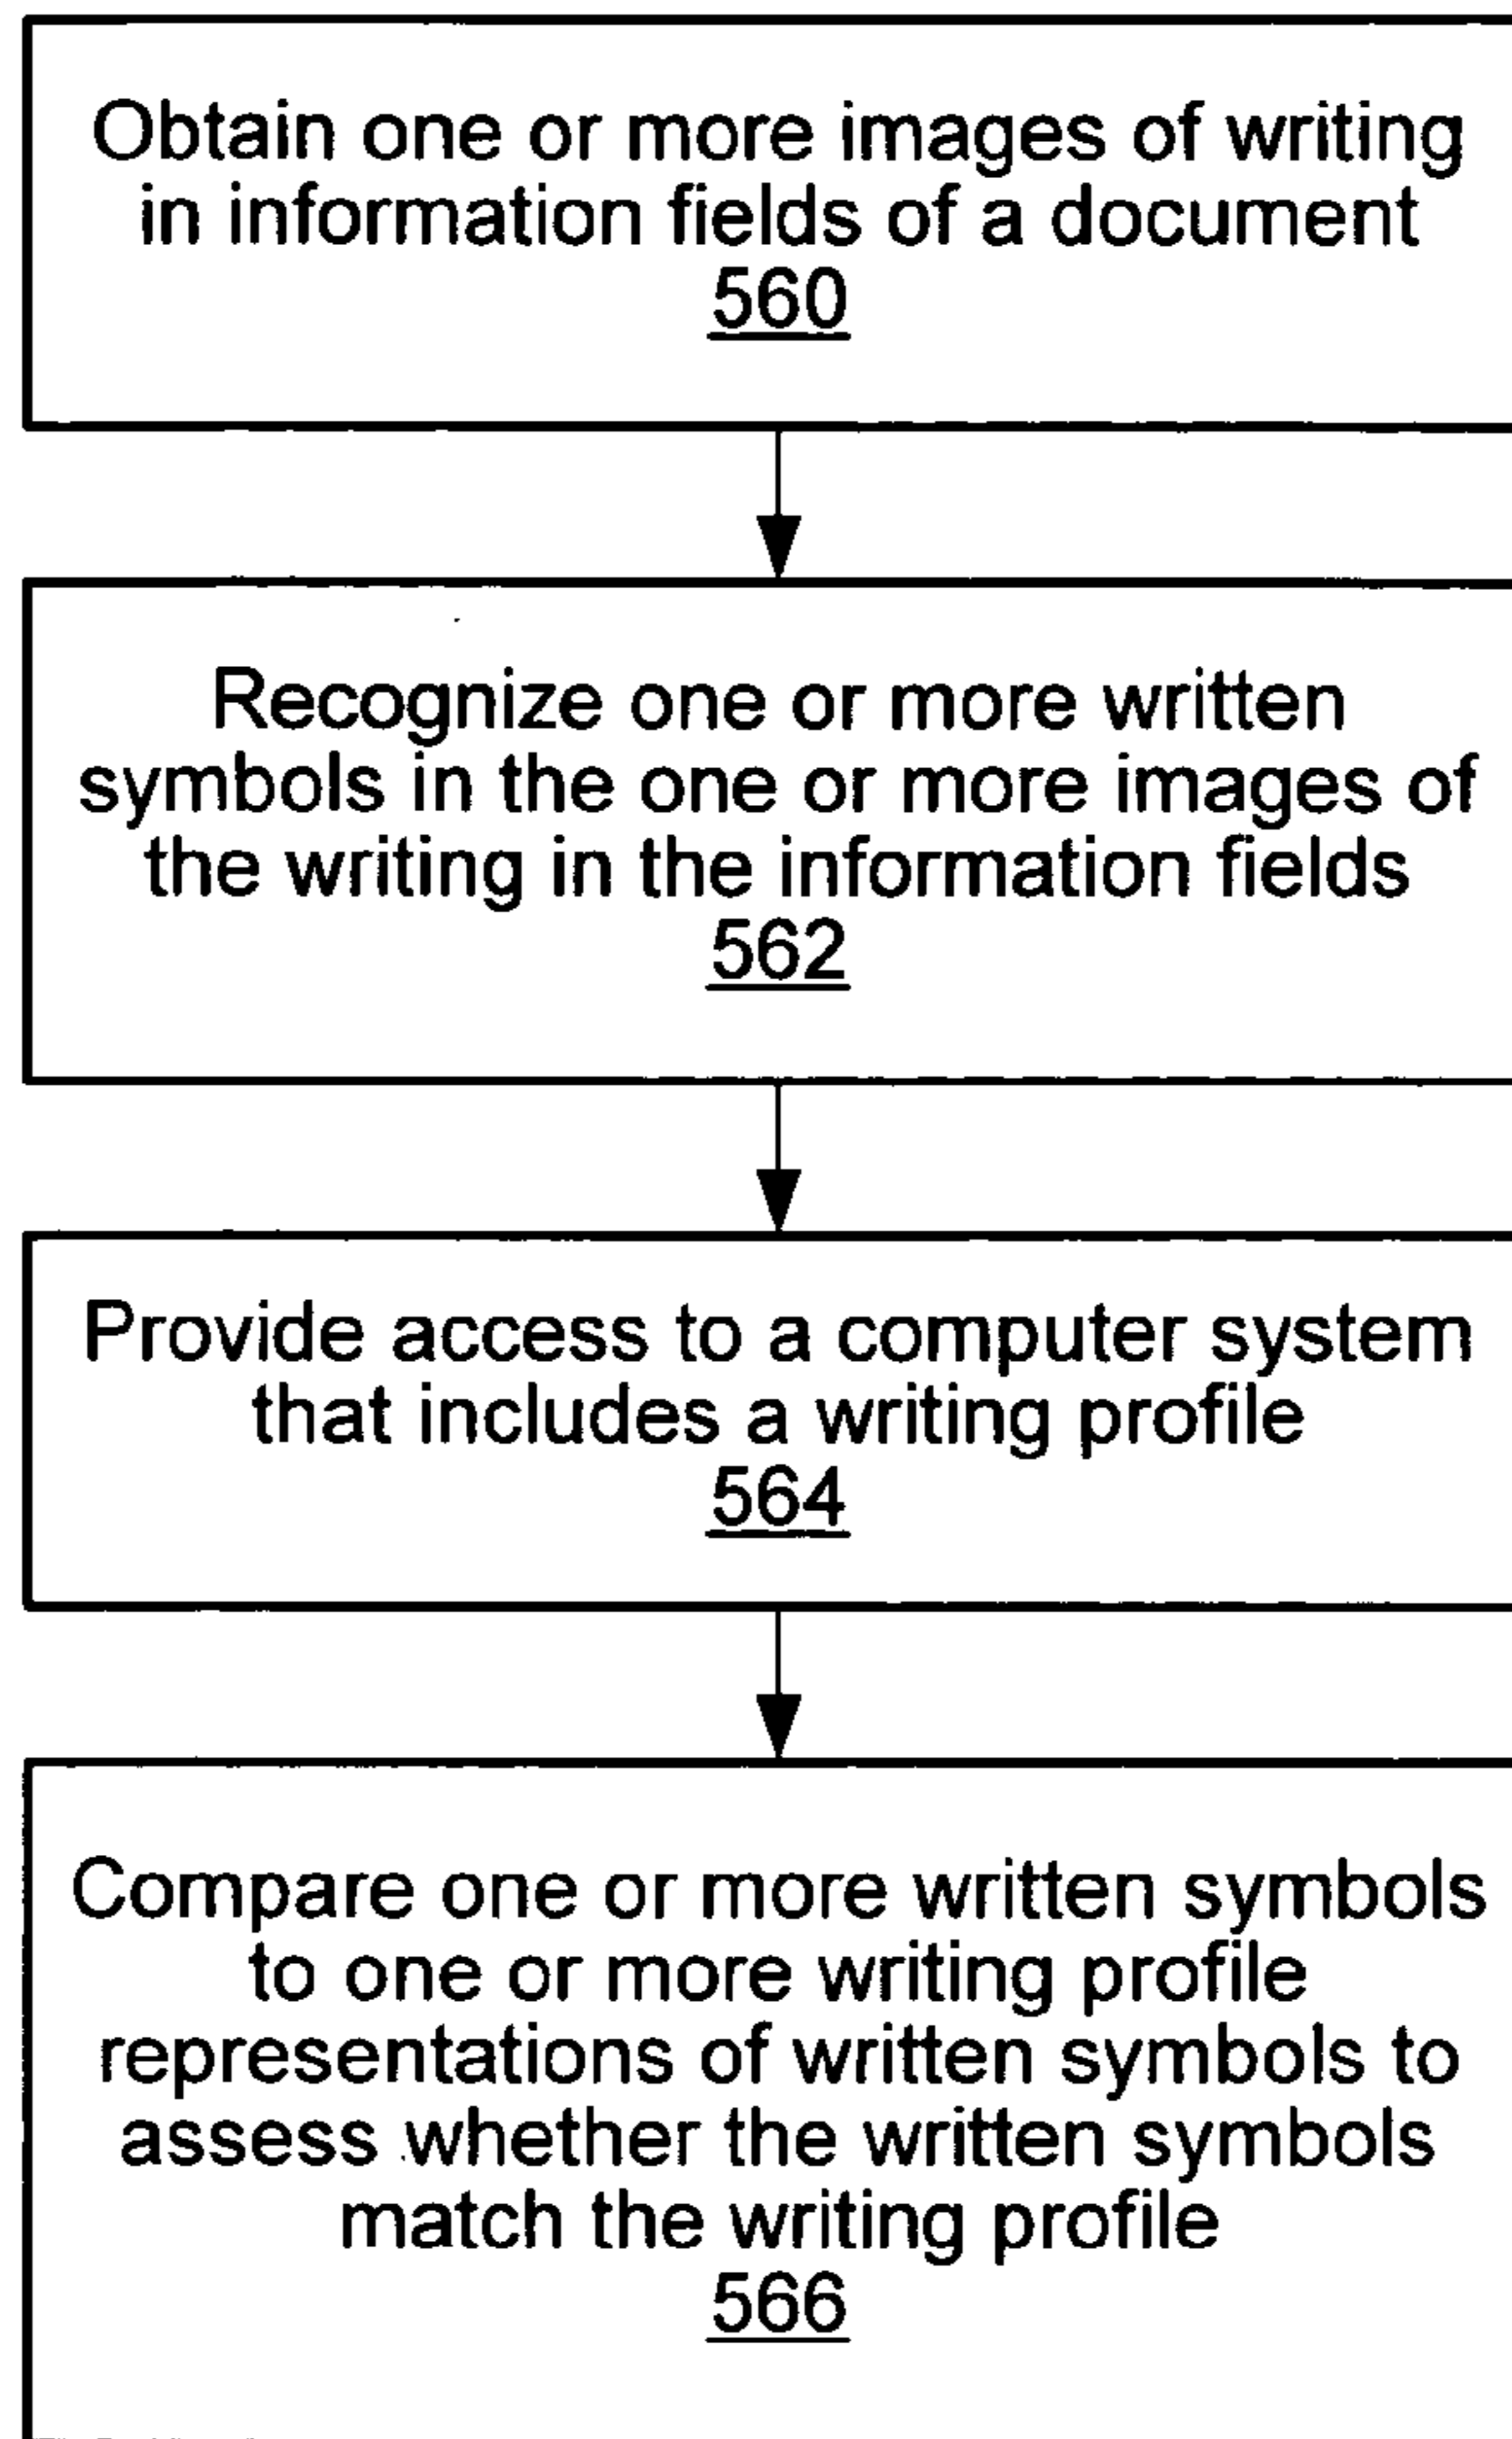 Obtain one or more images of writing
in information fields of a document
560
Recognize one or more written
symbols in the one or more images of
the writing in the information fields
562
Provide access to a computer system
that includes a writing profile
564
Compare one or more written symbols
to one or more writing profile
representations of written symbols to
assess whether the written symbols
match the writing profile
566